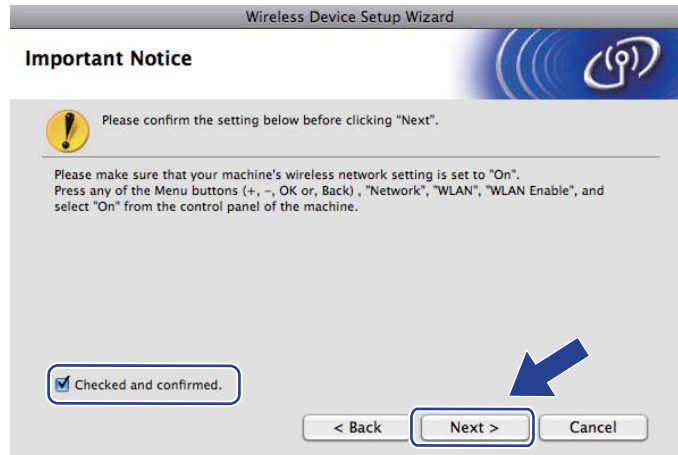 Wireless Device Setup Wizard
Important Notice
Please confirm the setting below before clicking "Next".
Please make sure that your machine's wireless network setting is set to "On".
Press any of the Menu buttons (+, –, OK or, Back) , "Network", "WLAN", "WLAN Enable", and
select "On" from the control panel of the machine.
Checked and confirmed.
< Back Next > Cancel